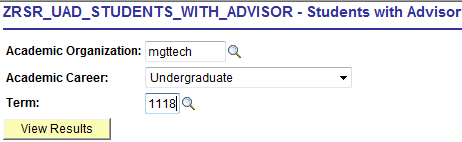 ZRSR_UAD_STUDENTS_WITH_ADVISOR - Students with Advisor
Academic Organization: mgttech
Academic Career: Undergraduate
Term: 1118
View Results